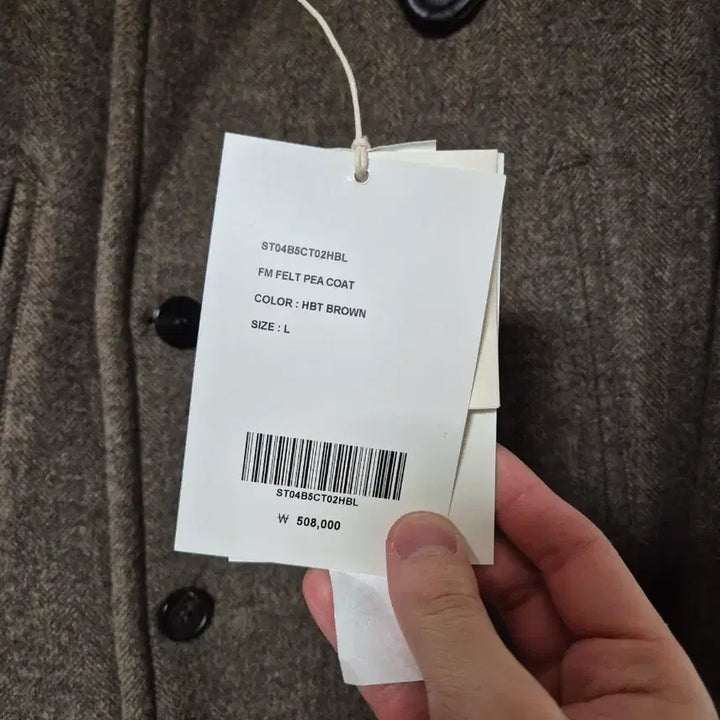 ST04B5CT02HBL
FM FELT PEA COAT
COLOR : HBT BROWN
SIZE : L
ST04B5CT02HBL
₩ 508,000